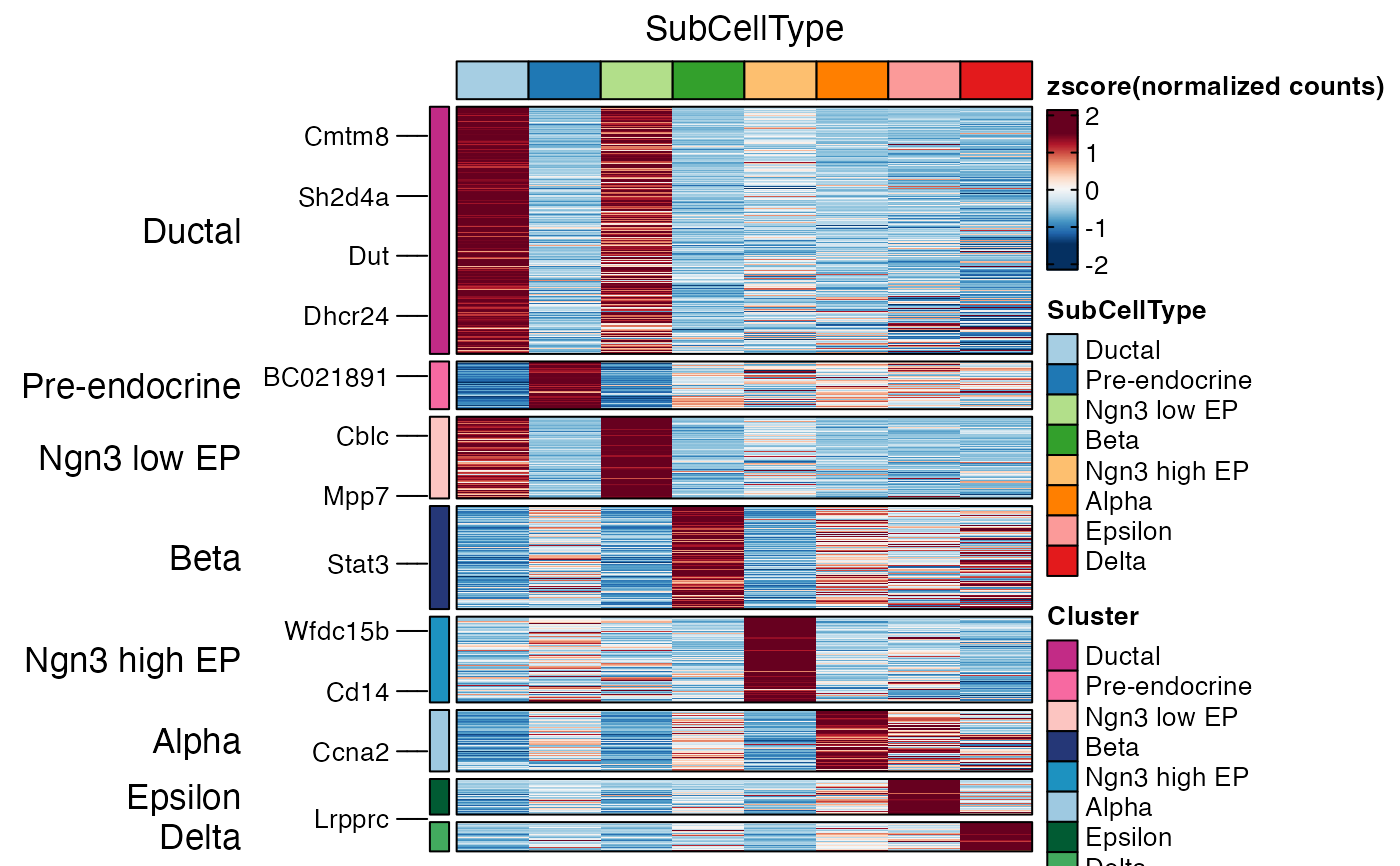 SubCellType
Cmtm8
Sh2d4a
Dut
Dhcr24
BC021891
Cblc
Mpp7
Stat3
Wfdc15b
Cd14
Ccna2
Lrpprc
Ductal
Pre-endocrine
Ngn3 low EP
Beta
Ngn3 high EP
Alpha
Epsilon
Delta
zscore(normalized counts)
2
1
0
-1
-2
SubCellType
Ductal
Pre-endocrine
Ngn3 low EP
Beta
Ngn3 high EP
Alpha
Epsilon
Delta
Cluster
Ductal
Pre-endocrine
Ngn3 low EP
Beta
Ngn3 high EP
Alpha
Epsilon
Delta